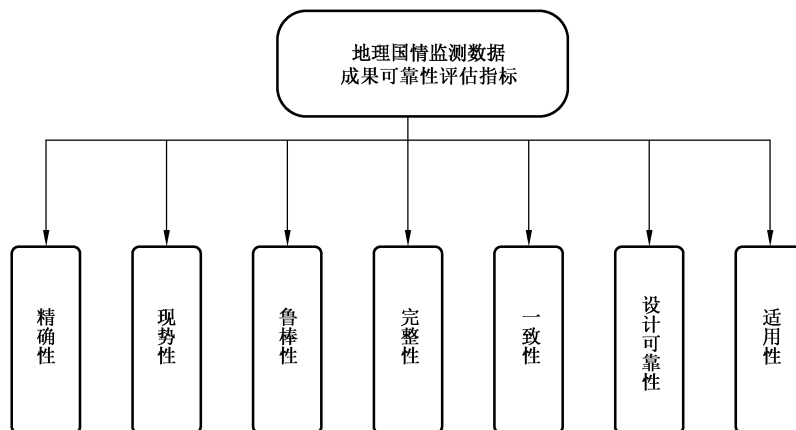 地理国情监测数据
成果可靠性评估指标
精确性
现势性
鲁棒性
完整性
一致性
设计可靠性
适用性